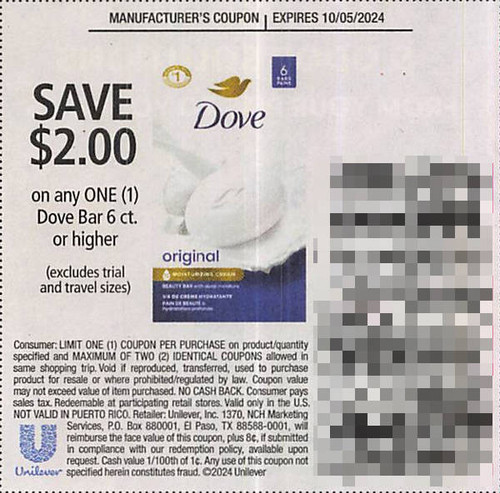 MANUFACTURER'S COUPON | EXPIRES 10/05/2024
SAVE
$2.00
on any ONE (1)
Dove Bar 6 ct.
or higher
(excludes trial
and travel sizes)
1
6
BARS
Dove
original
MOISTURIZING CREAM
BEAUTY BAR with deep moisture
Consumer: LIMIT ONE (1) COUPON PER PURCHASE on product/quantity
specified and MAXIMUM OF TWO (2) IDENTICAL COUPONS allowed in
same shopping trip. Void if reproduced, transferred, used to purchase
product for resale or where prohibited/regulated by law. Coupon value
may not exceed value of item purchased. NO CASH BACK. Consumer pays
sales tax. Redeemable at participating retail stores. Valid only in the U.S.
NOT VALID IN PUERTO RICO. Retailer: Unilever, Inc. 1370, NCH Marketing
Services, P.O. Box 880001, El Paso, TX 88588-0001, will
reimburse the face value of this coupon, plus 8¢, if submitted
in compliance with our redemption policy, available upon
request. Cash value 1/100th of 1¢. Any use of this coupon not
specified herein constitutes fraud. ©2024 Unilever
Unilever